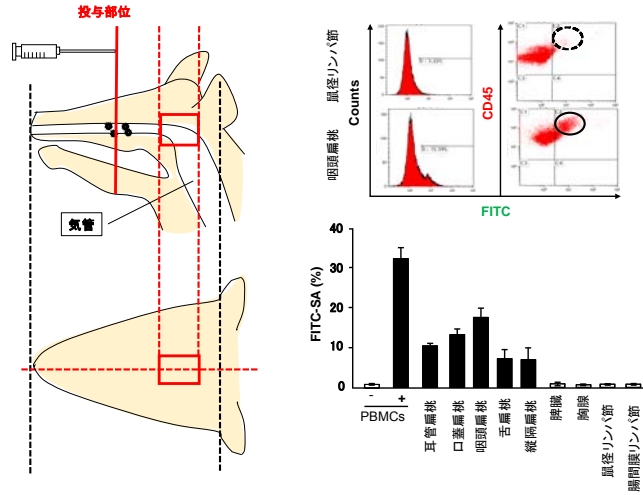 投与部位
気管
鼠径リンパ節
咽頭扁桃
Counts
CD45
FITC
FITC-SA (%)
40
30
20
10
0
-
+
PBMCs
耳管扁桃
口蓋扁桃
咽頭扁桃
舌扁桃
縦隔扁桃
脾臓
胸腺
鼠径リンパ節
腸間膜リンパ節